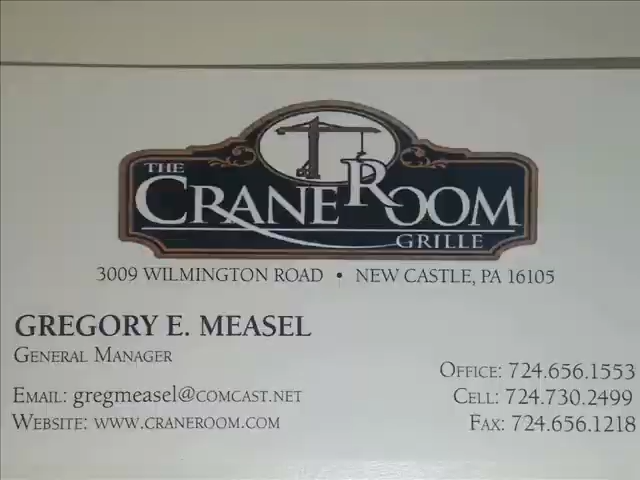 THE
CRANE ROOM
GRILLE
3009 WILMINGTON ROAD • NEW CASTLE, PA 16105
GREGORY E. MEASEL
GENERAL MANAGER
OFFICE: 724.656.1553
EMAIL: gregmeasel@COMCAST.NET
CELL: 724.730.2499
WEBSITE: WWW.CRANEROOM.COM
FAX: 724.656.1218